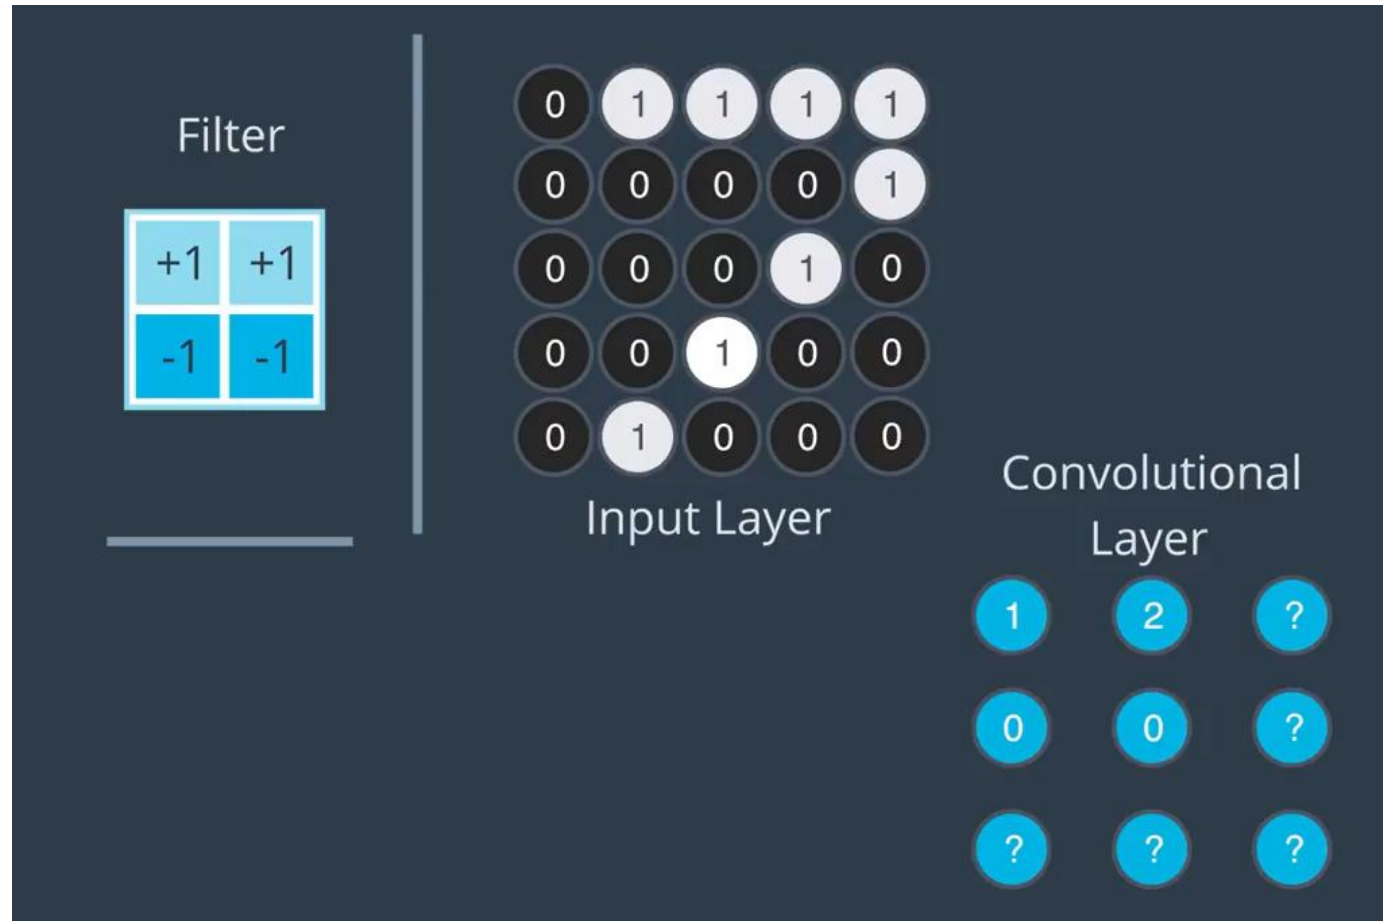 Filter
+1 +1
-1 -1
0 1 1 1 1
0 0 0 0 1
0 0 0 1 0
0 0 1 0 0
0 1 0 0 0
Input Layer
Convolutional
Layer
1 2 ?
0 0 ?
? ? ?